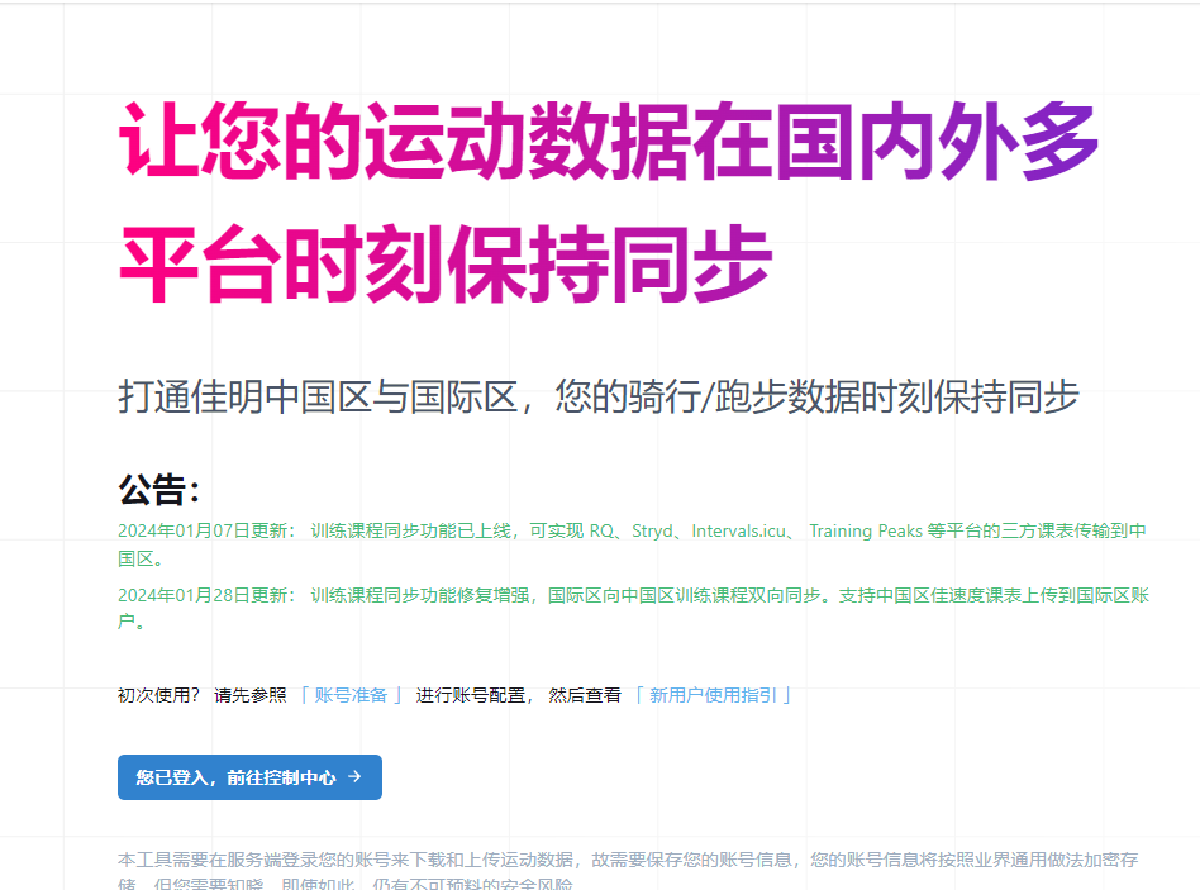 让您的运动数据在国内外多
平台时刻保持同步
打通佳明中国区与国际区，您的骑行/跑步数据时刻保持同步
公告：
2024年01月07日更新： 训练课程同步功能已上线，可实现 RQ、Stryd、Intervals.icu、 Training Peaks 等平台的三方课表传输到中
国区。
2024年01月28日更新： 训练课程同步功能修复增强，国际区向中国区训练课程双向同步。支持中国区佳速度课表上传到国际区账
户。
初次使用？ 请先参照 「 账号准备 」 进行账号配置， 然后查看 「 新用户使用指引 」
您已登入，前往控制中心 →
本工具需要在服务端登录您的账号来下载和上传运动数据，故需要保存您的账号信息，您的账号信息将按照业界通用做法加密存
储，但您需要知晓，即使如此，仍有不可预料的安全风险